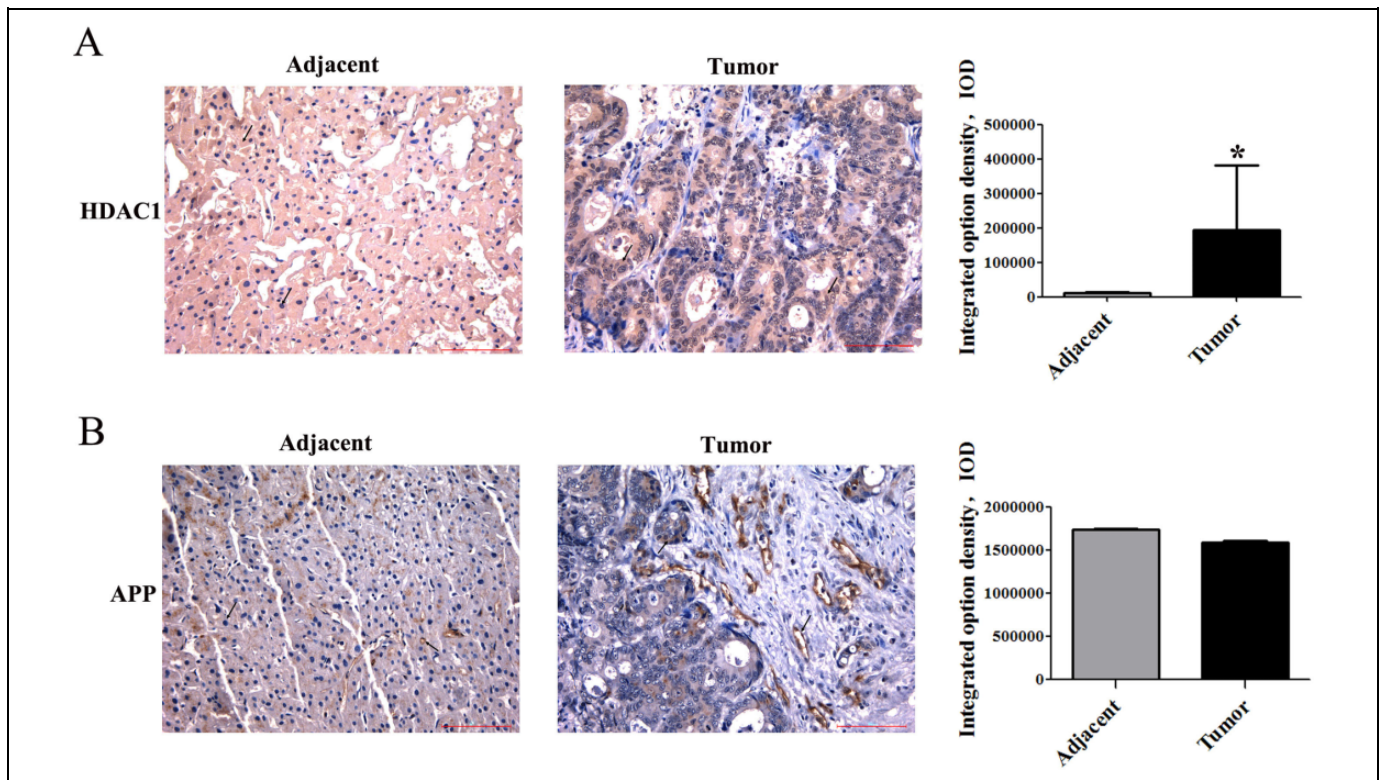 A
Adjacent
Tumor
HDAC1
Integrated option density, IOD
500000
400000
300000
200000
100000
0
*
Adjacent
Tumor
B
Adjacent
Tumor
APP
Integrated option density, IOD
2000000
1500000
1000000
500000
0
Adjacent
Tumor